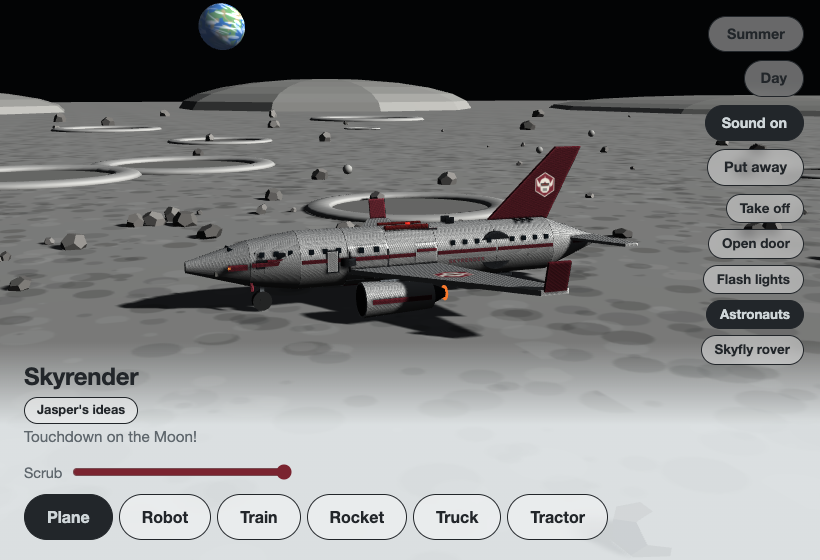 Summer
Day
Sound on
Put away
Take off
Open door
Flash lights
Astronauts
Skyfly rover
Skyrender
Jasper's ideas
Touchdown on the Moon!
Scrub
Plane Robot Train Rocket Truck Tractor